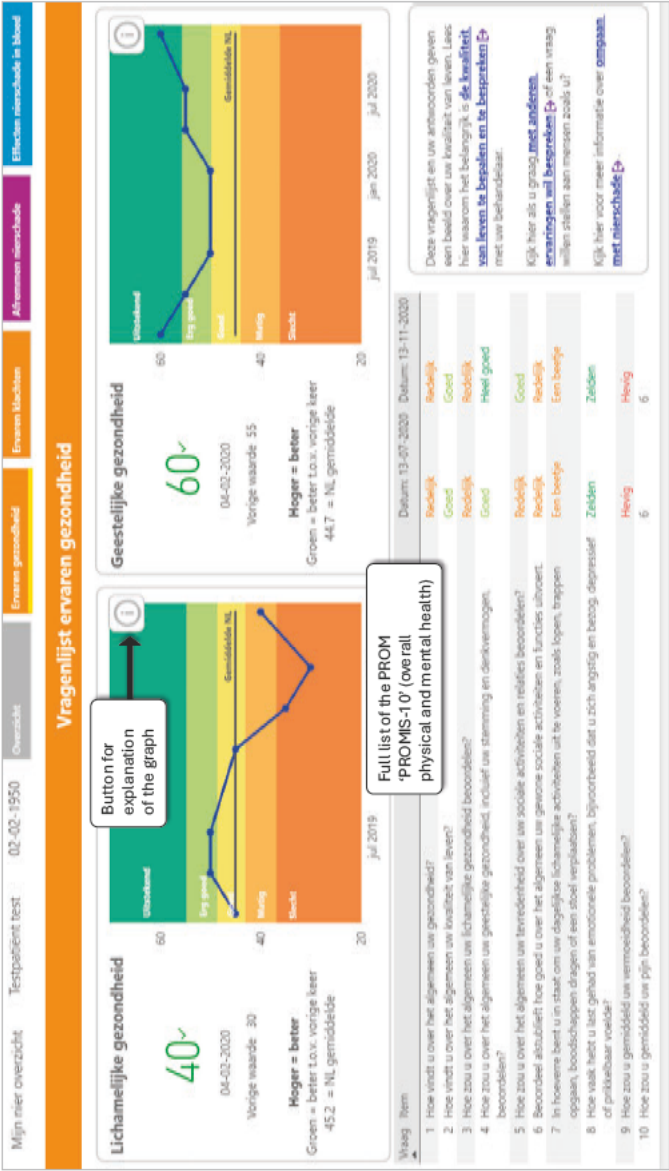 Mijn nier overzicht
Testpatiënt test
02-02-1950
Overzicht
Ervaren gezondheid
Ervaren klachten
Afremmen nierschade
Effecten nierschade in bloed
Vragenlijst ervaren gezondheid
Lichamelijke gezondheid
40
04-02-2020
Vorige waarde 30
Hoger = beter
Groen = beter t.o.v. vorige keer
45.2 = NL gemiddelde
60
40
20
Uitstekend
Erg goed
Matig
Slecht
Gemiddelde NL
jul 2019
Button for
explanation
of the graph
Geestelijke gezondheid
60
04-02-2020
Vorige waarde 55
Hoger = beter
Groen = beter t.o.v. vorige keer
44.7 = NL gemiddelde
60
40
20
Uitstekend
Erg goed
Goed
Matig
Slecht
Gemiddelde NL
jul 2019
jan 2020
jul 2020
Full list of the PROM
‘PROMIS-10’ (overall
physical and mental health)
Vraag Item Datum: 13-07-2020 Datum: 13-11-2020
1 Hoe vindt u over het algemeen uw gezondheid? Redelijk Redelijk
2 Hoe vindt u over het algemeen uw kwaliteit van leven? Goed Goed
3 Hoe zou u over het algemeen uw lichamelijke gezondheid beoordelen? Redelijk Redelijk
4 Hoe zou u over het algemeen uw geestelijke gezondheid, inclusief uw stemming en denkvermogen, Goed Heel goed
beoordelen?
5 Hoe zou u over het algemeen uw tevredenheid over uw sociale activiteiten en relaties beoordelen? Redelijk Goed
6 Beoordeel alstublieft hoe goed u over het algemeen uw gewone sociale activiteiten en functies uitvoert. Redelijk Redelijk
7 In hoeverre bent u in staat om uw dagelijkse lichamelijke activiteiten uit te voeren, zoals lopen, trappen Een beetje Een beetje
opgaan, boodschappen dragen of een stoel verplaatsen?
8 Hoe vaak hebt u last gehad van emotionele problemen, bijvoorbeeld dat u zich angstig en bezorgd, depressief Zelden Zelden
of prikkelbaar voelde?
9 Hoe zou u gemiddeld uw vermoeidheid beoordelen? Hevig Hevig
10 Hoe zou u gemiddeld uw pijn beoordelen? 6 6
Deze vragenlijst en uw antwoorden geven
een beeld over uw kwaliteit van leven. Lees
hier waarom het belangrijk is de kwaliteit
van leven te bepalen en te bespreken
met uw behandelaar.
Kijk hier als u graag met anderen
ervaringen wil bespreken of een vraag
willen stellen aan mensen zoals u?
Kijk hier voor meer informatie over omgaan
met nierschade